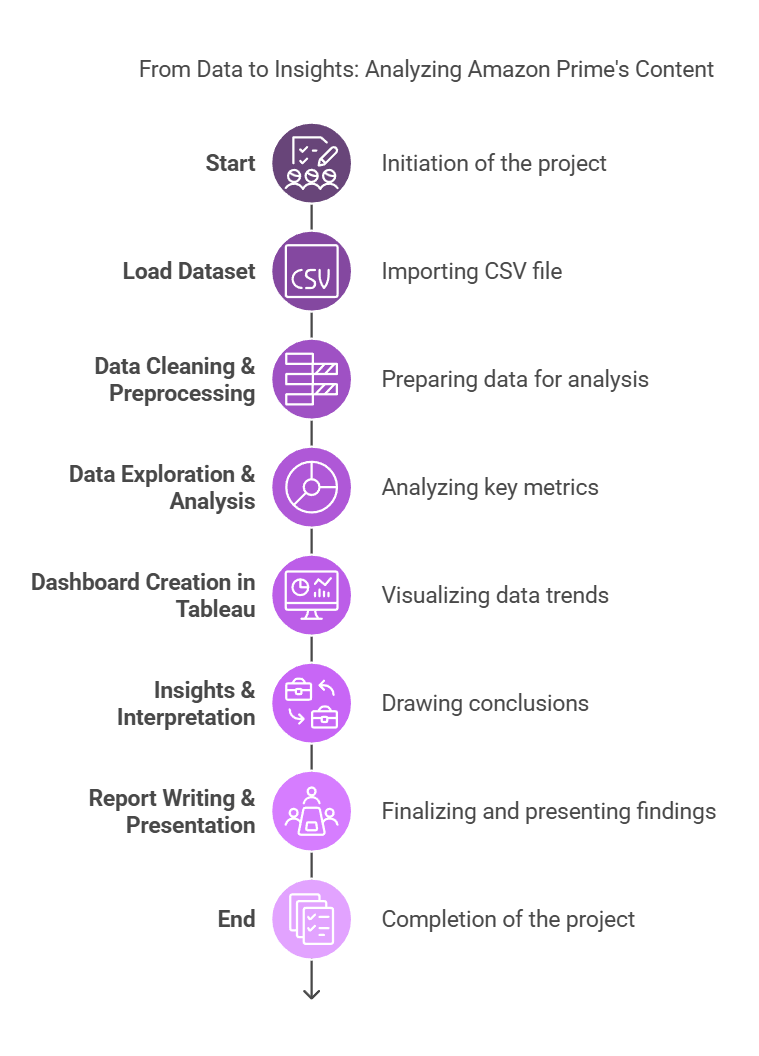 From Data to Insights: Analyzing Amazon Prime's Content
Start
Initiation of the project
Load Dataset
CSV
Importing CSV file
Data Cleaning &
Preprocessing
Preparing data for analysis
Data Exploration &
Analysis
Analyzing key metrics
Dashboard Creation in
Tableau
Visualizing data trends
Insights &
Interpretation
Drawing conclusions
Report Writing &
Presentation
Finalizing and presenting findings
End
Completion of the project